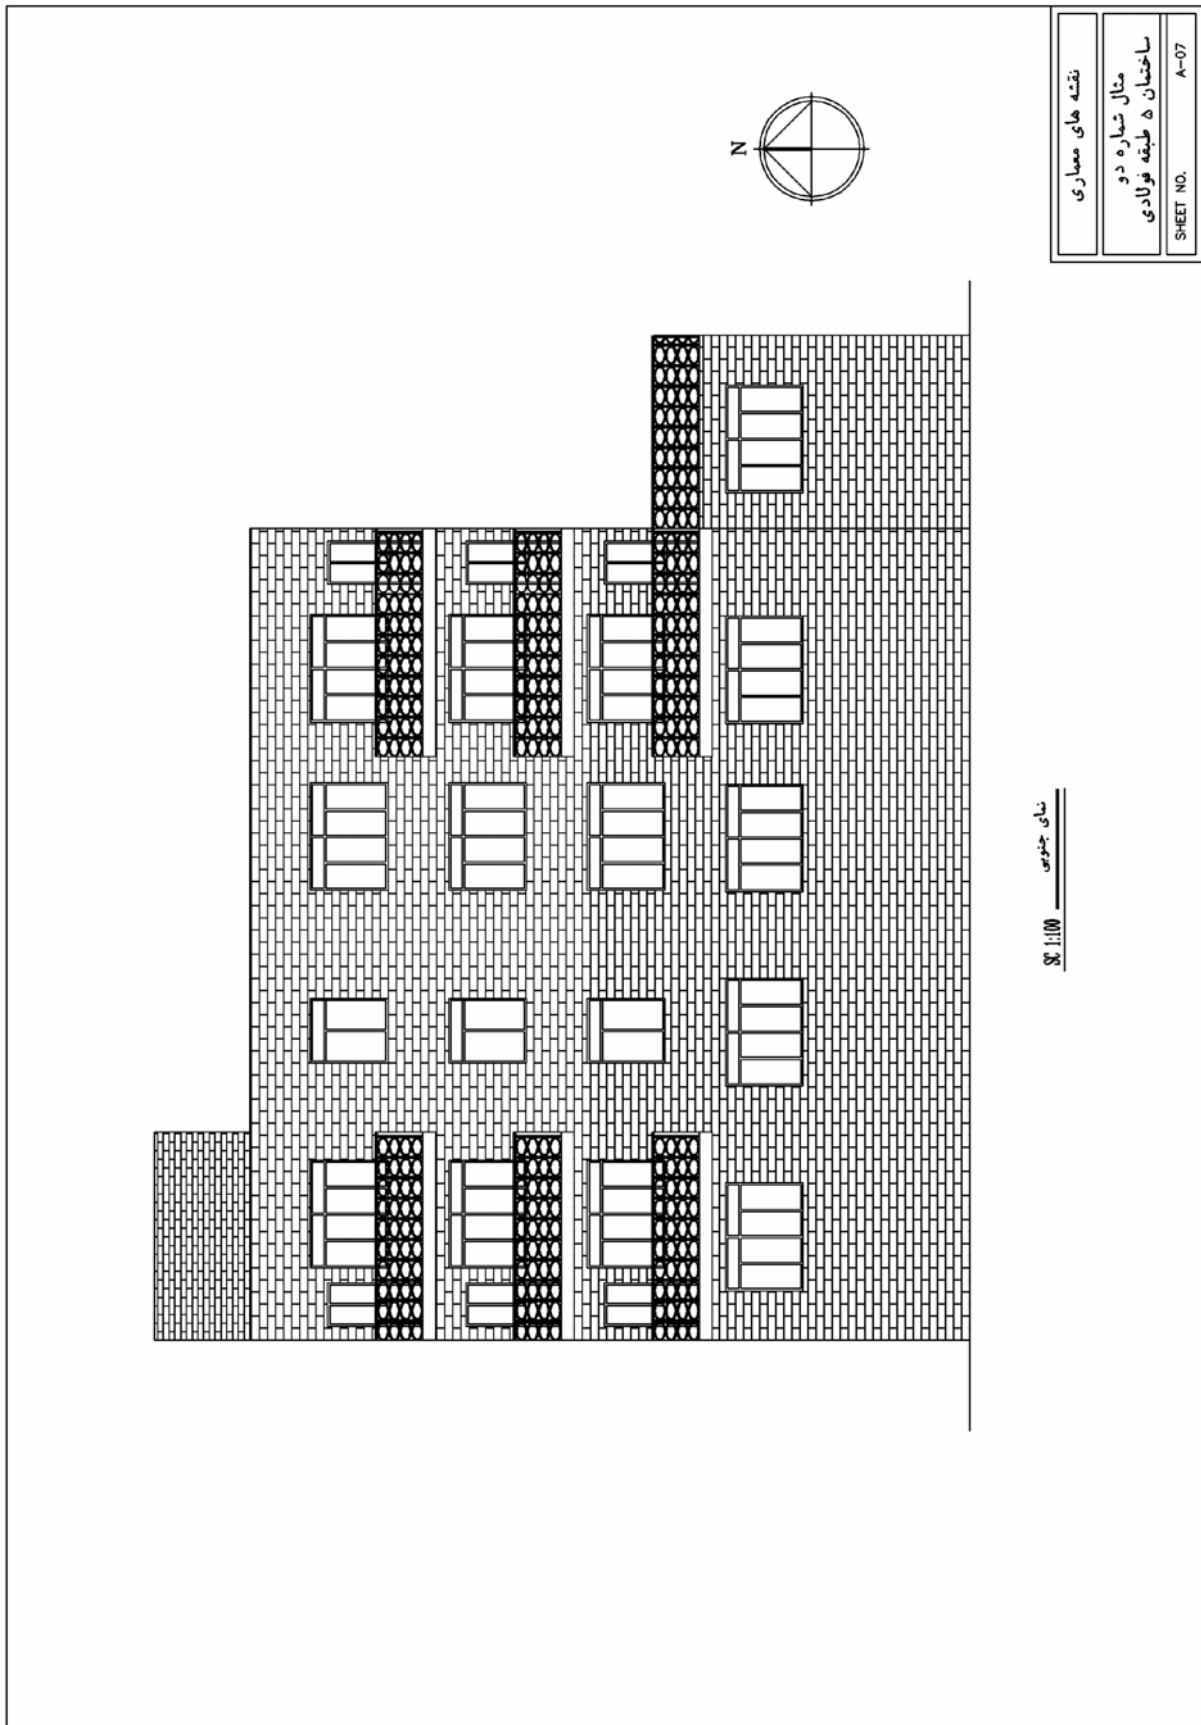 نقشه های معماری
مثال شماره دو
ساختمان ۵ طبقه فولادی
SHEET NO. A-07
N
نمای جنوبی
SC 1:100